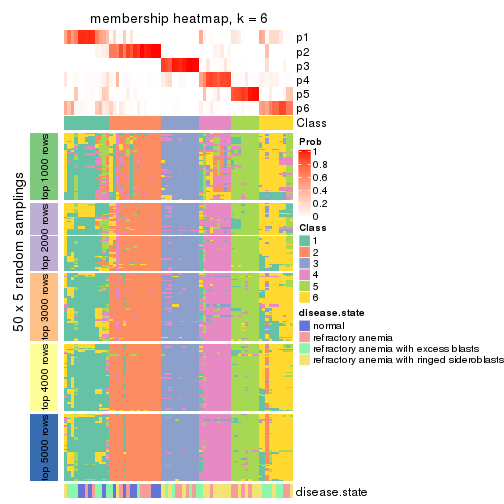 membership heatmap, k = 6
p1
p2
p3
p4
p5
p6
Class
50 x 5 random samplings
top 1000 rows
top 2000 rows
top 3000 rows
top 4000 rows
top 5000 rows
Prob
1
0.8
0.6
0.4
0.2
0
Class
1
2
3
4
5
6
disease.state
normal
refractory anemia
refractory anemia with excess blasts
refractory anemia with ringed sideroblasts
disease.state